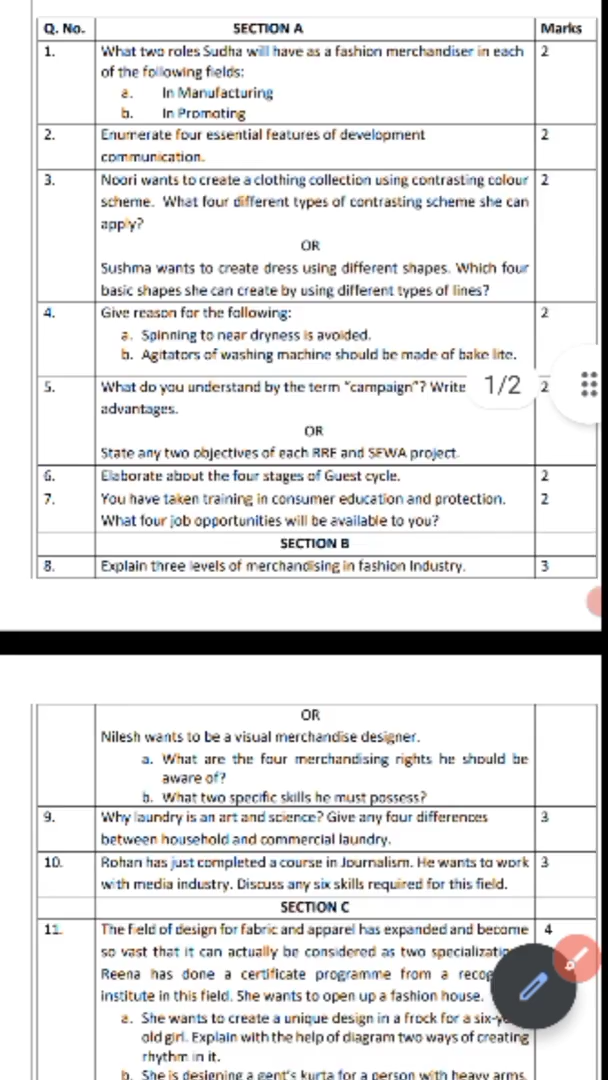 Q. No. SECTION A Marks
1. What two roles Sudha will have as a fashion merchandiser in each 2
of the following fields:
a. In Manufacturing
b. In Promoting
2. Enumerate four essential features of development 2
communication.
3. Noori wants to create a clothing collection using contrasting colour 2
scheme. What four different types of contrasting scheme she can
apply?
OR
Sushma wants to create dress using different shapes. Which four
basic shapes she can create by using different types of lines?
4. Give reason for the following: 2
a. Spinning to near dryness is avoided.
b. Agitators of washing machine should be made of bake lite.
5. What do you understand by the term "campaign"? Write 2
1/2
advantages.
OR
State any two objectives of each RRE and SEWA project.
6. Elaborate about the four stages of Guest cycle. 2
7. You have taken training in consumer education and protection. 2
What four job opportunities will be available to you?
SECTION B
8. Explain three levels of merchandising in fashion Industry. 3
OR
Nilesh wants to be a visual merchandise designer.
a. What are the four merchandising rights he should be
aware of?
b. What two specific skills he must possess?
9. Why laundry is an art and science? Give any four differences 3
between household and commercial laundry.
10. Rohan has just completed a course in Journalism. He wants to work 3
with media industry. Discuss any six skills required for this field.
SECTION C
11. The field of design for fabric and apparel has expanded and become 4
so vast that it can actually be considered as two
Reena has done a certificate programme from a
institute in this field. She wants to open up a fashion house.
a. She wants to create a unique design in a frock for a
old girl. Explain with the help of diagram two ways of creating
rhythm in it.
b. She is designing a gent's kurta for a person with heavy arms.